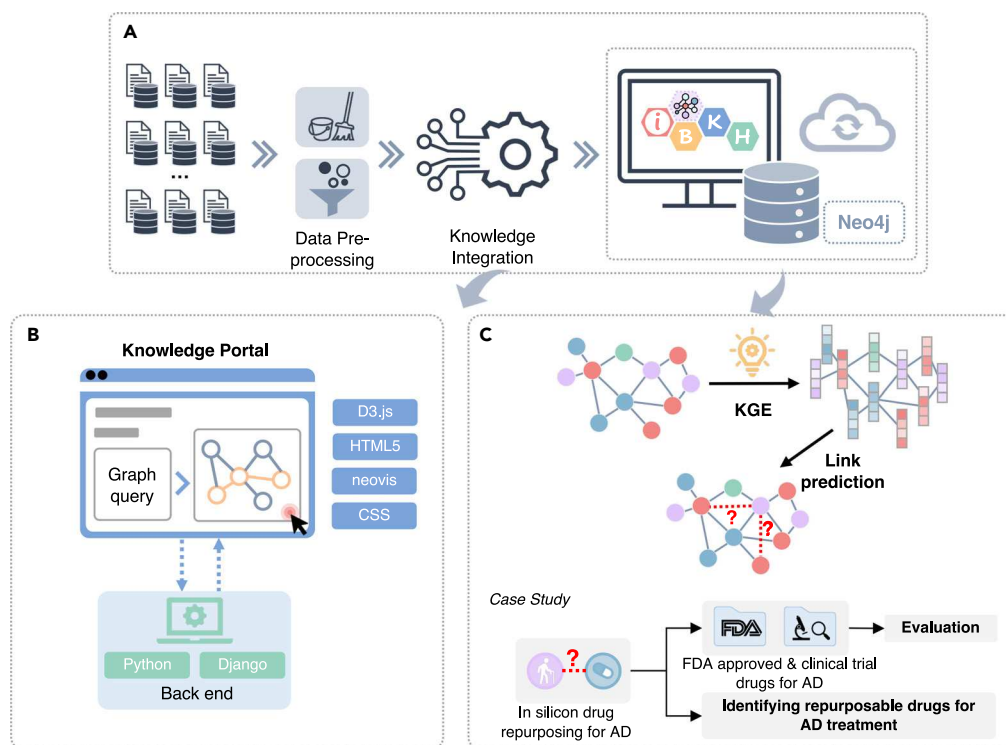 A
i
B
K
H
Neo4j
...
Data Pre-
processing
Knowledge
Integration
B
Knowledge Portal
Graph
query
D3.js
HTML5
neovis
CSS
Python
Django
Back end
C
KGE
Link
prediction
?
?
Case Study
?
In silicon drug
repurposing for AD
FDA
FDA approved & clinical trial
drugs for AD
Evaluation
Identifying repurposable drugs for
AD treatment